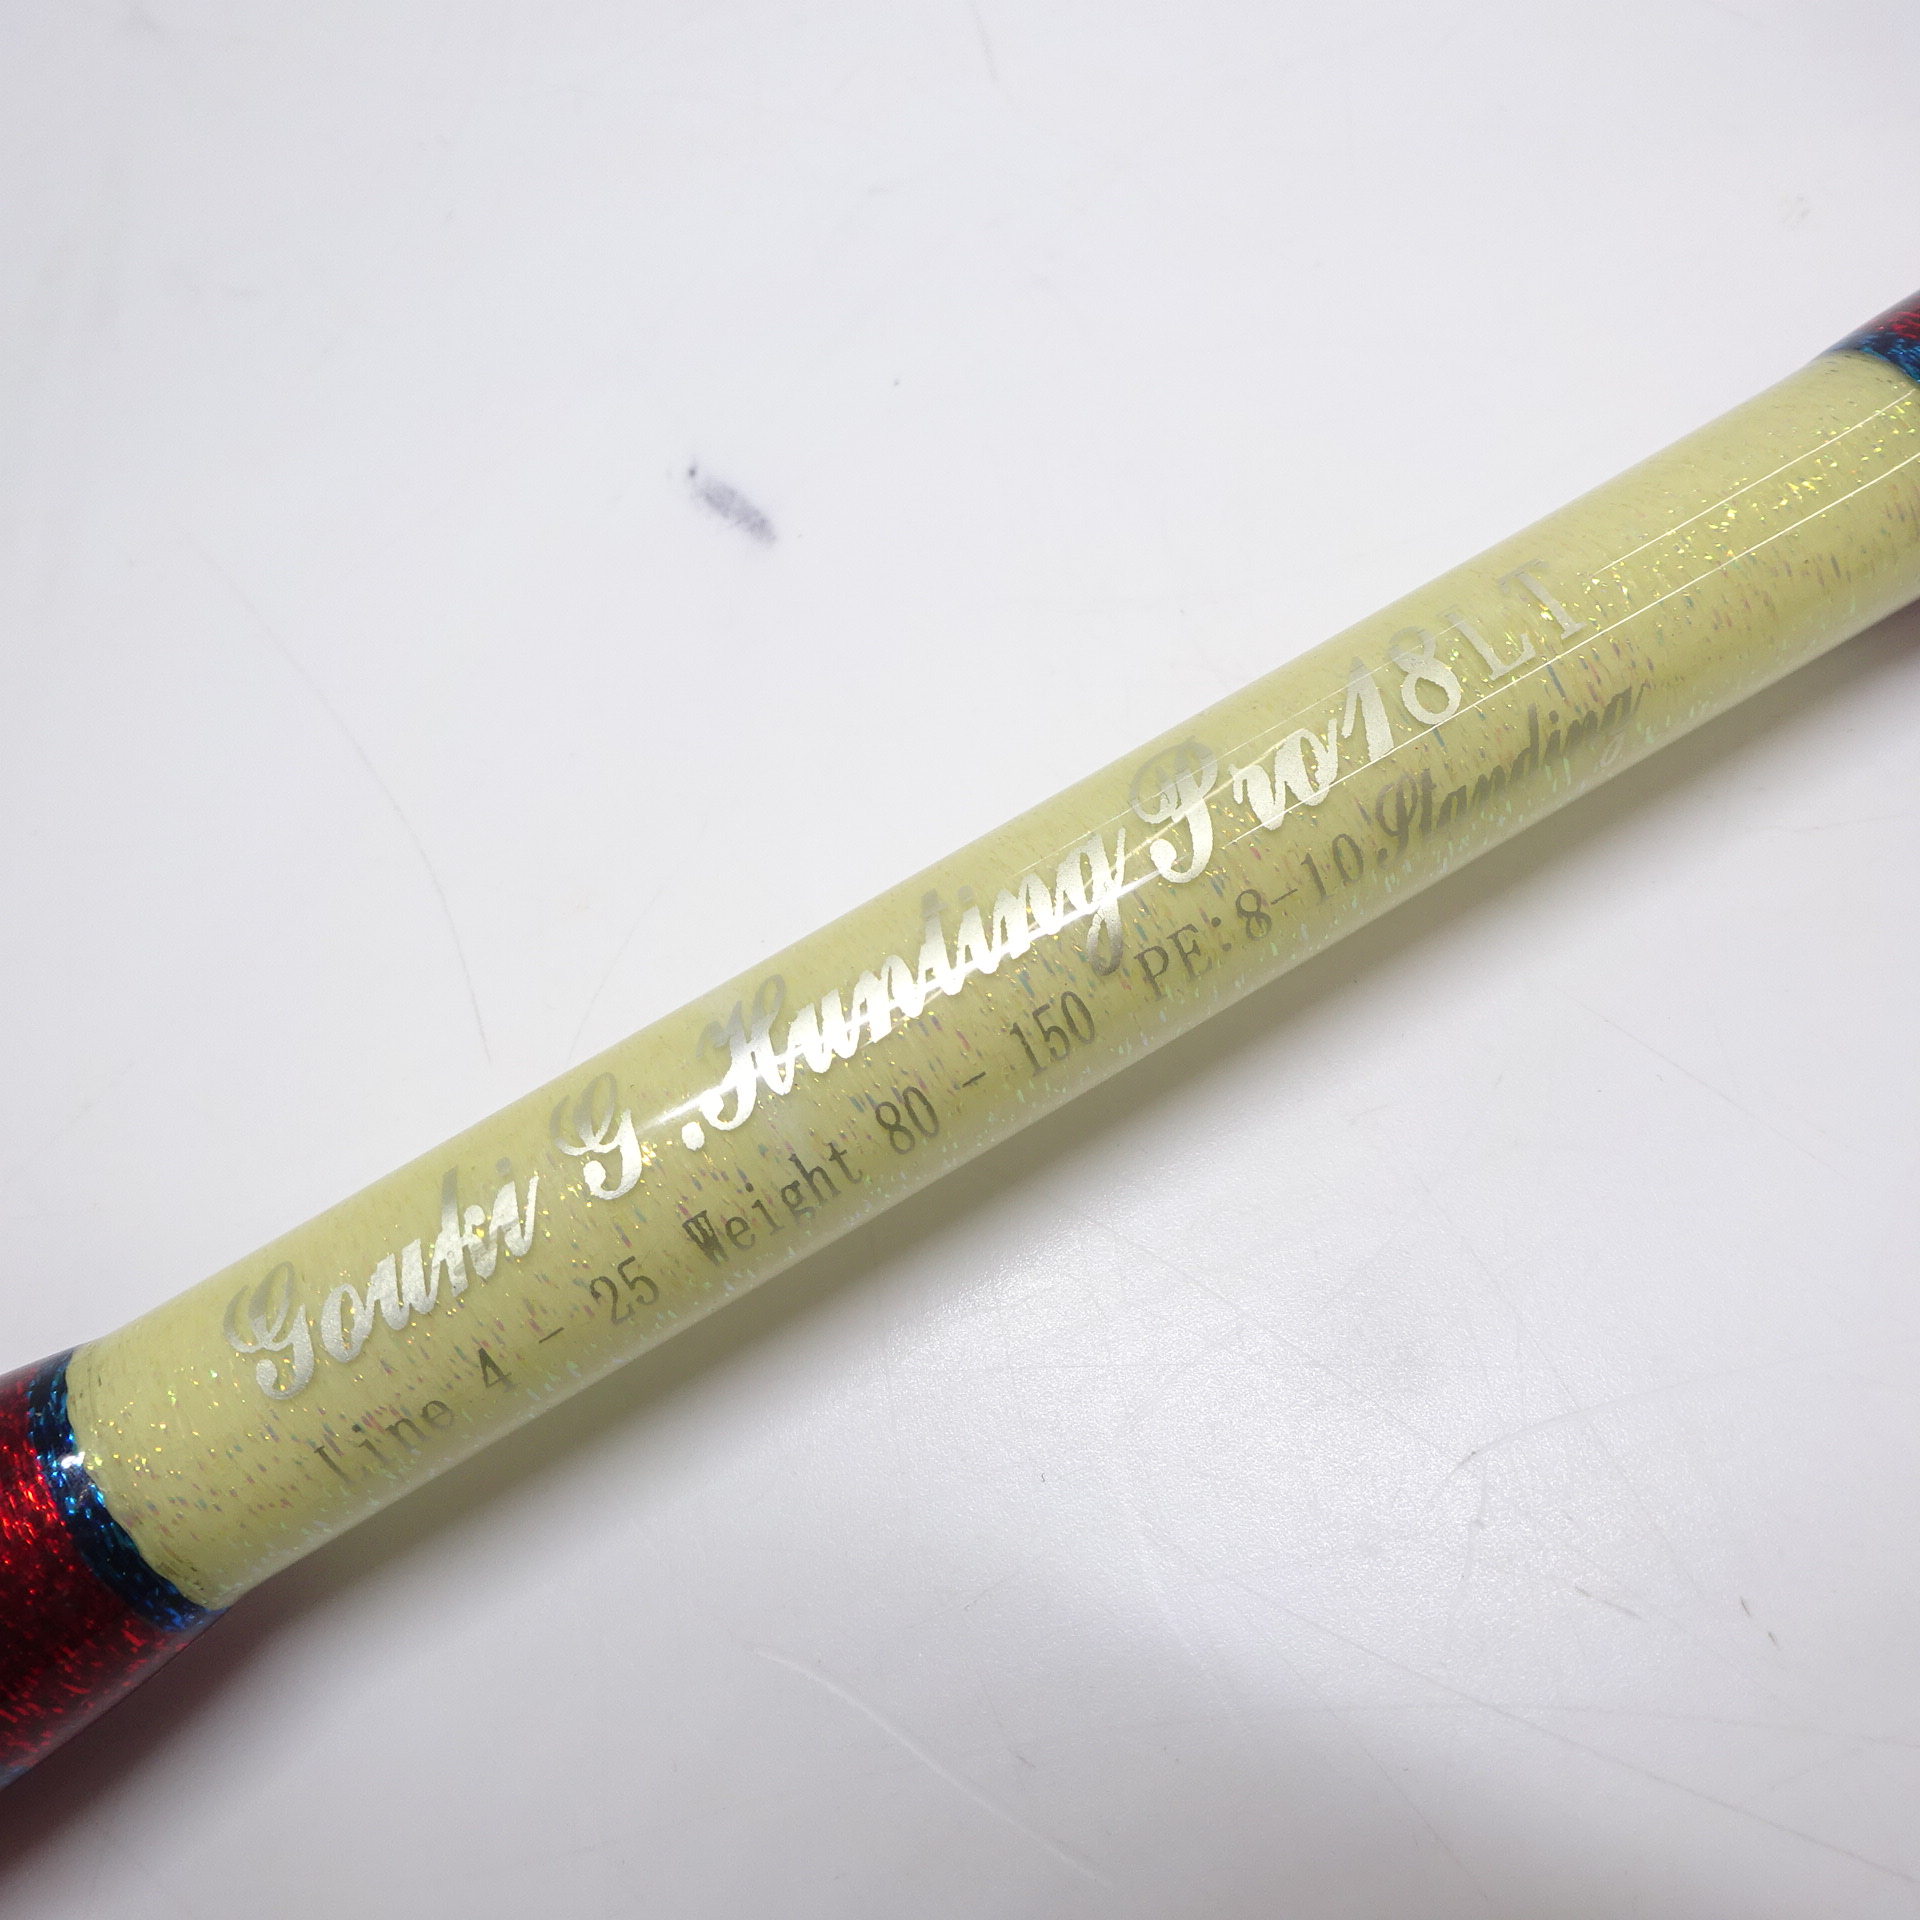 Gouki G.Hunting Pro18LT
Line 4-25 Weight 80-150 PE:8-10 Standing